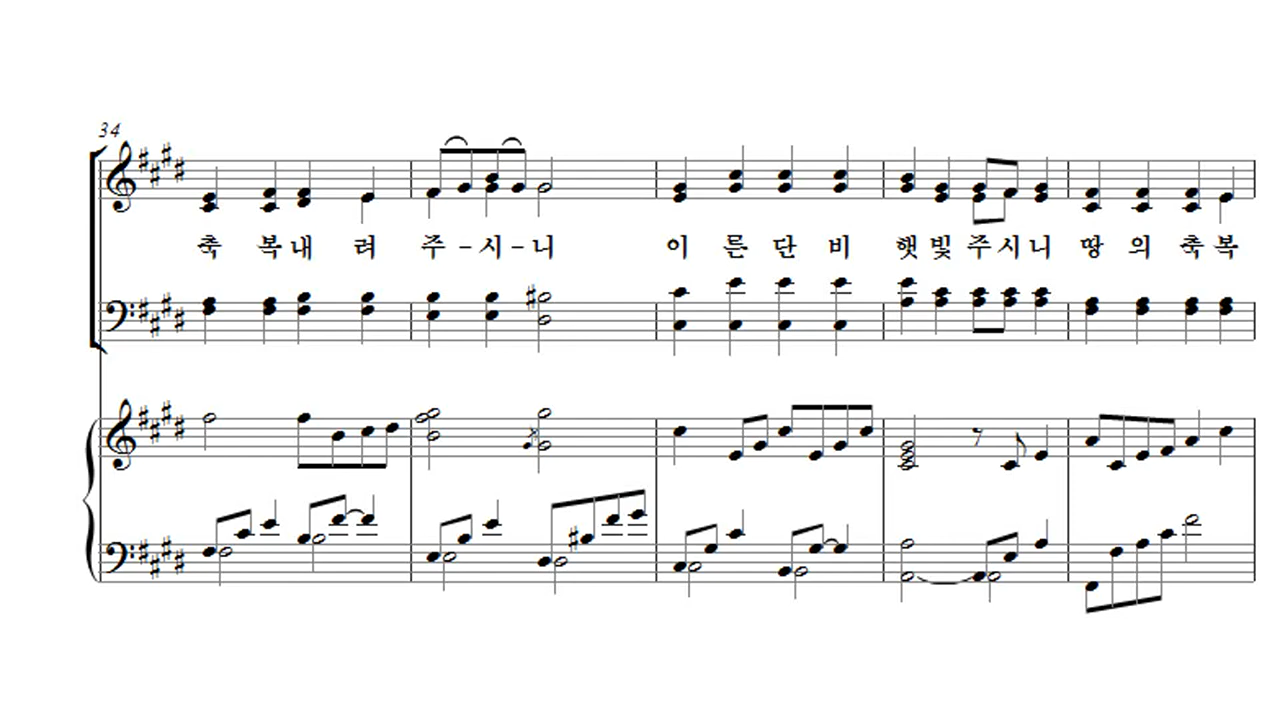 34
축 복 내 려 주 - 시 - 니 이 른 단 비 햇 빛 주 시 니 땅 의 축 복